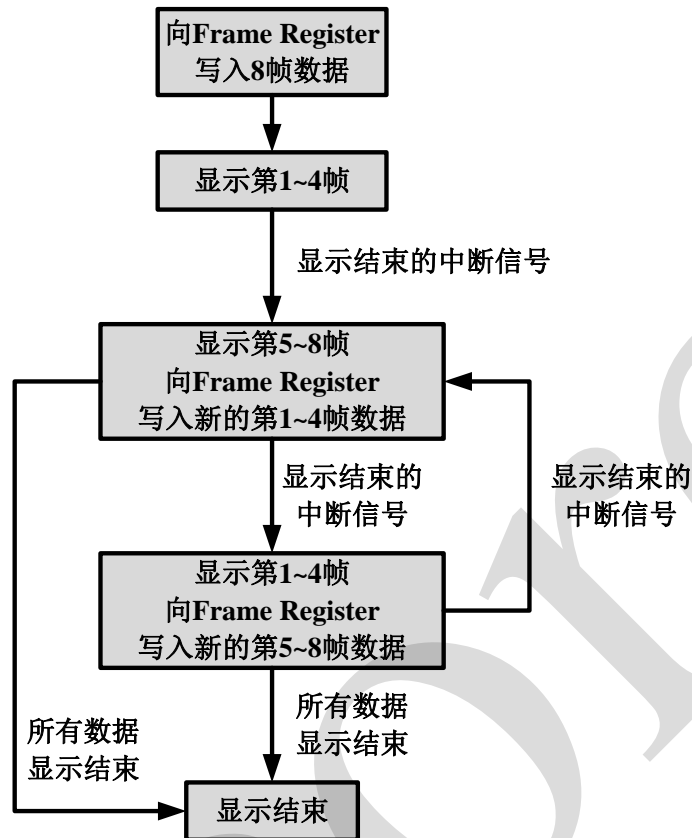 向Frame Register
写入8帧数据
显示第1~4帧
显示结束的中断信号
显示第5~8帧
向Frame Register
写入新的第1~4帧数据
显示结束的
中断信号
显示结束的
中断信号
显示第1~4帧
向Frame Register
写入新的第5~8帧数据
所有数据
显示结束
所有数据
显示结束
显示结束